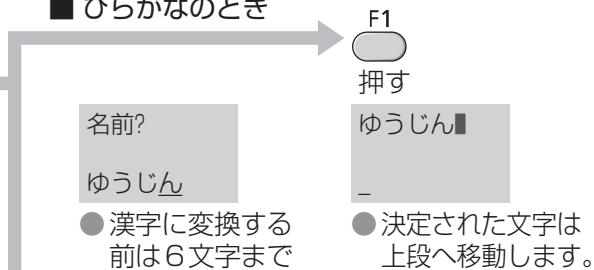 ■ ひらがなのとき
F1
押す
名前?
ゆうじん
●漢字に変換する
前は6文字まで
ゆうじん▮
_
●決定された文字は
上段へ移動します。